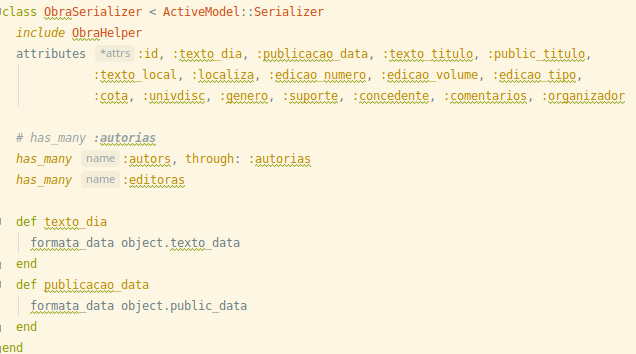 class ObraSerializer < ActiveModel::Serializer
include ObraHelper
attributes *attrs :id, :texto_dia, :publicacao_data, :texto_titulo, :public_titulo,
:texto_local, :localiza, :edicao_numero, :edicao_volume, :edicao_tipo,
:cota, :univdisc, :genero, :suporte, :concedente, :comentarios, :organizador
# has_many :autorias
has_many name :autors, through: :autorias
has_many name :editoras
def texto_dia
formata_data object.texto_data
end
def publicacao_data
formata_data object.public_data
end
end